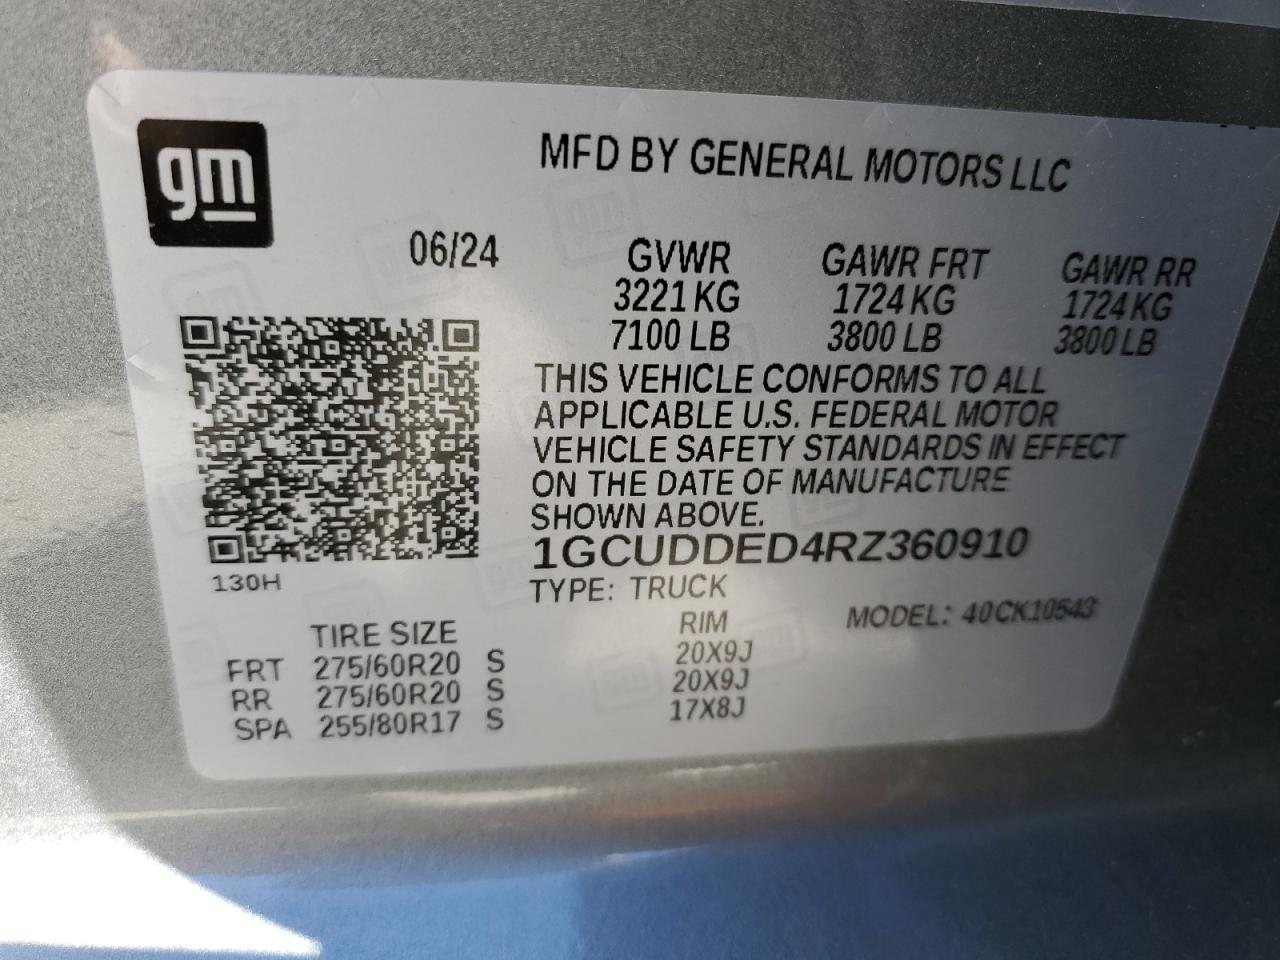 gm
MFD BY GENERAL MOTORS LLC
06/24 GVWR GAWR FRT GAWR RR
3221 KG 1724 KG 1724 KG
7100 LB 3800 LB 3800 LB
THIS VEHICLE CONFORMS TO ALL
APPLICABLE U.S. FEDERAL MOTOR
VEHICLE SAFETY STANDARDS IN EFFECT
ON THE DATE OF MANUFACTURE
SHOWN ABOVE.
1GCUDDED4RZ360910
130H
TYPE: TRUCK
MODEL: 40CK10543
TIRE SIZE RIM
FRT 275/60R20 S 20X9J
RR 275/60R20 S 20X9J
SPA 255/80R17 S 17X8J